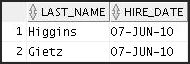 LAST_NAME HIRE_DATE
1 Higgins 07-JUN-10
2 Gietz 07-JUN-10